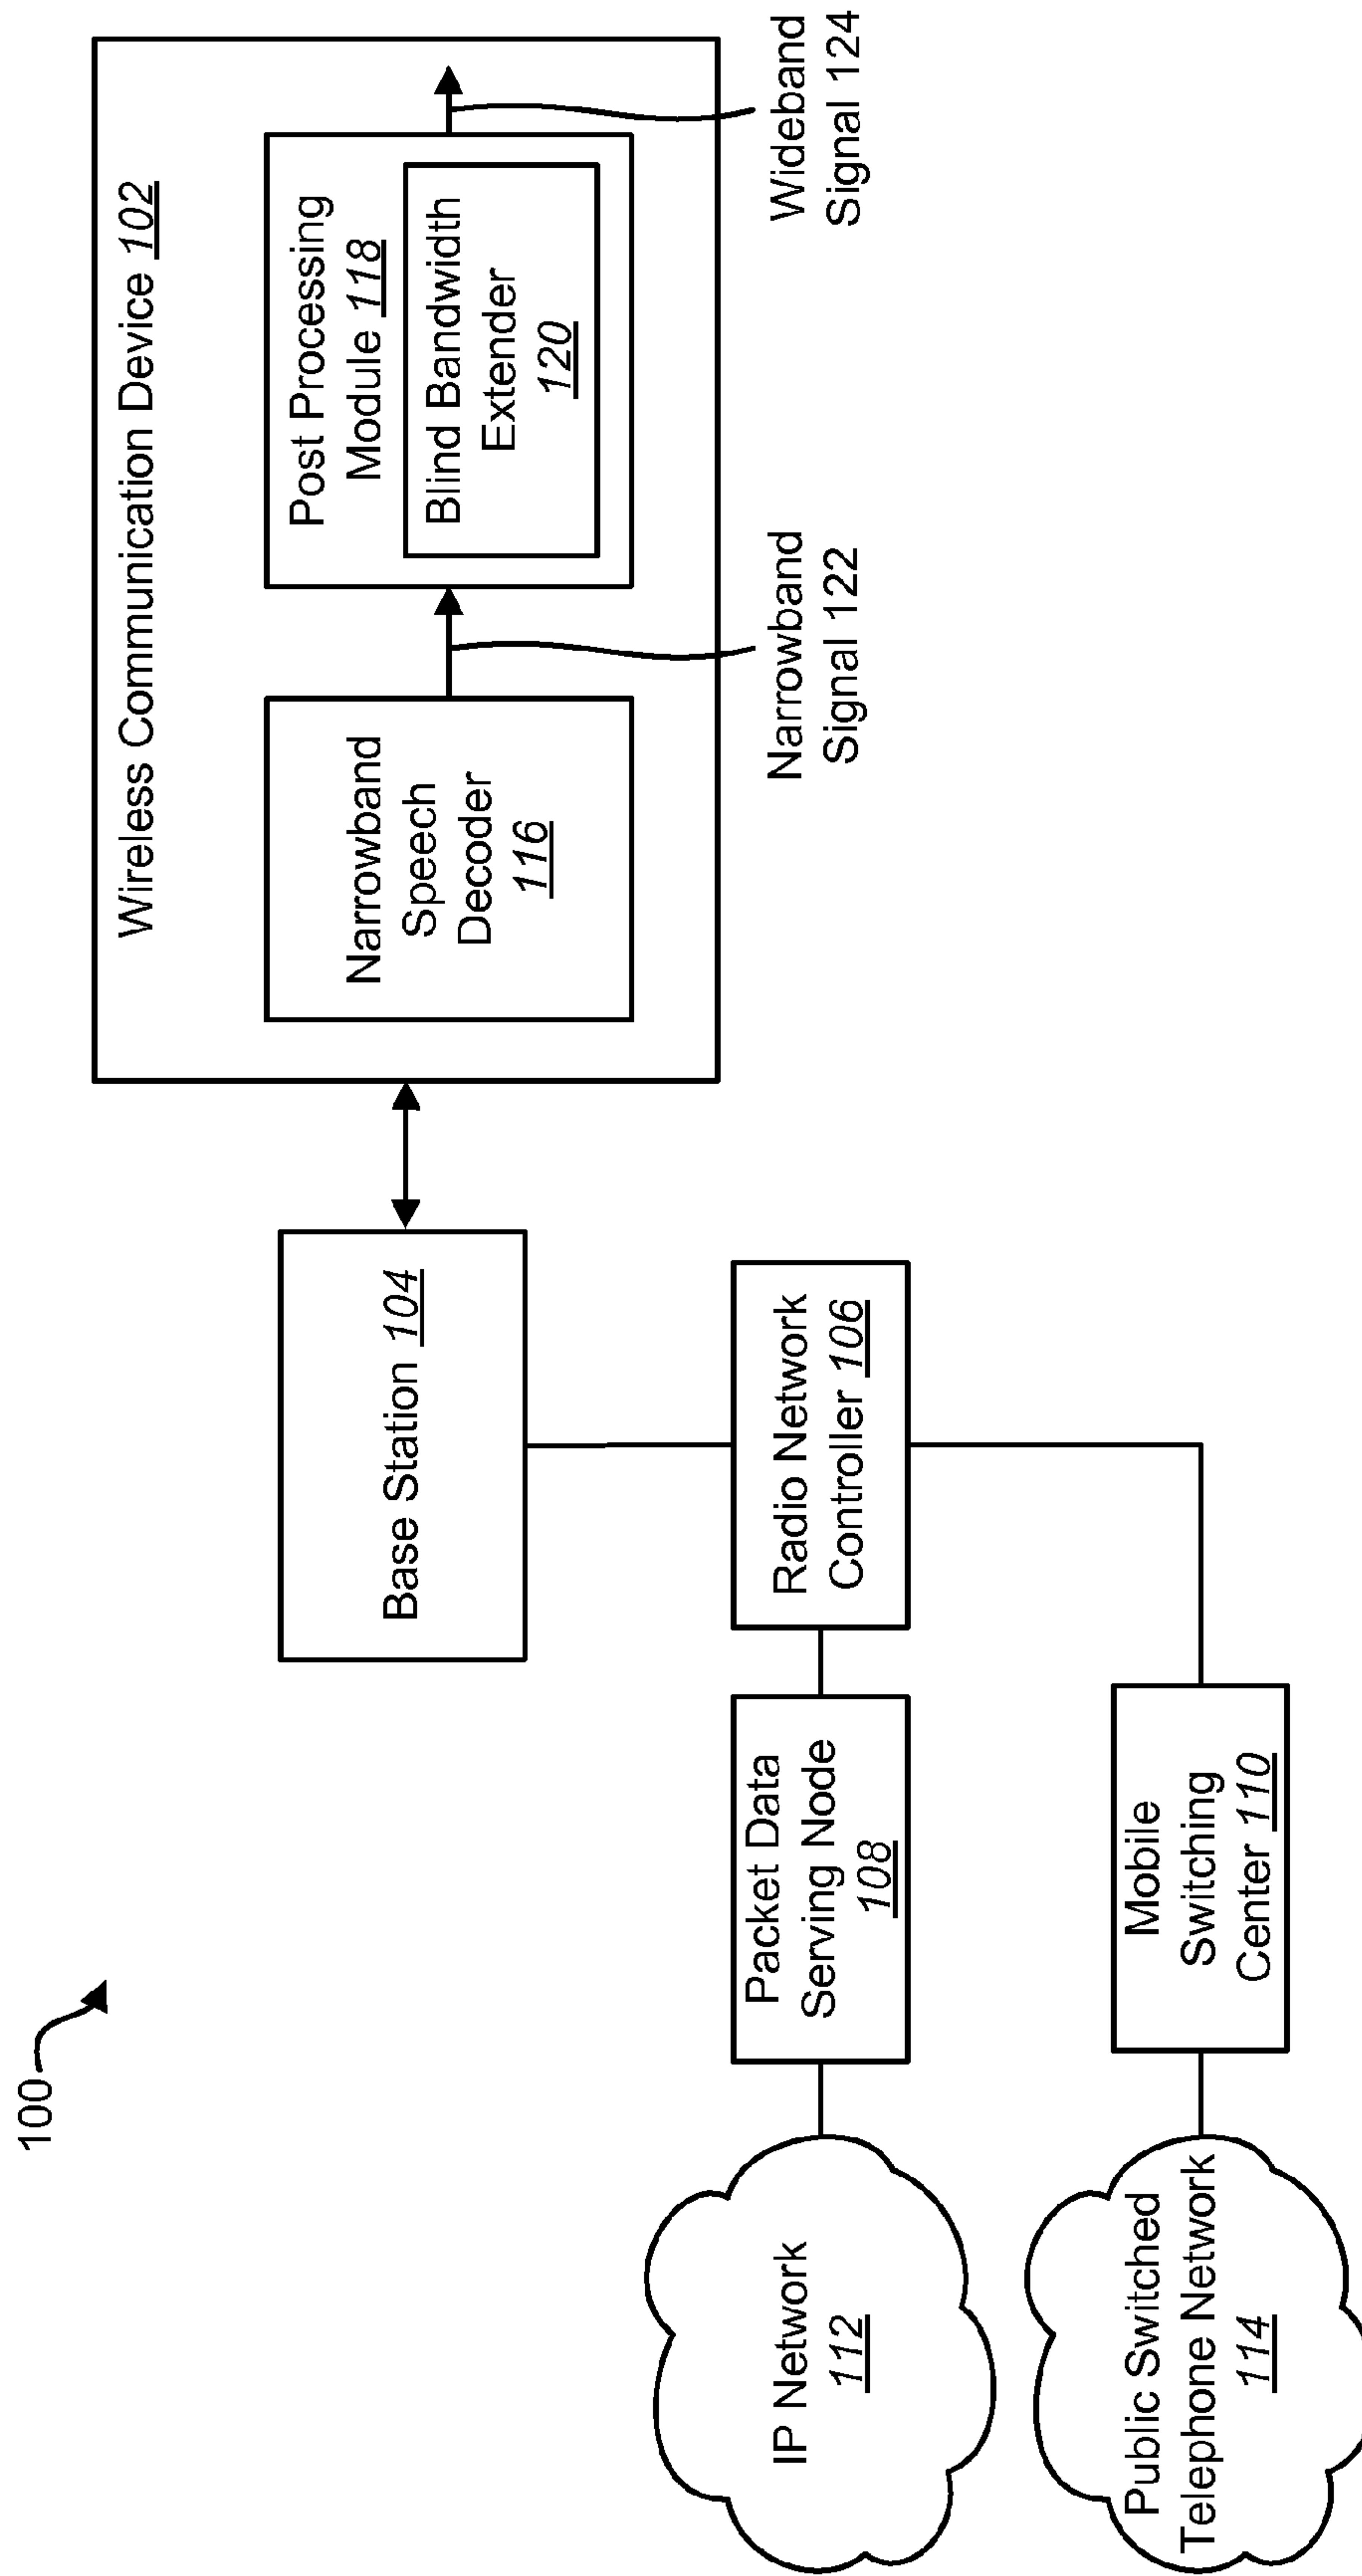 100
Wireless Communication Device 102
Narrowband
Speech
Decoder
116
Post Processing
Module 118
Blind Bandwidth
Extender
120
Narrowband
Signal 122
Wideband
Signal 124
Base Station 104
Radio Network
Controller 106
Packet Data
Serving Node
108
IP Network
112
Mobile
Switching
Center 110
Public Switched
Telephone Network
114